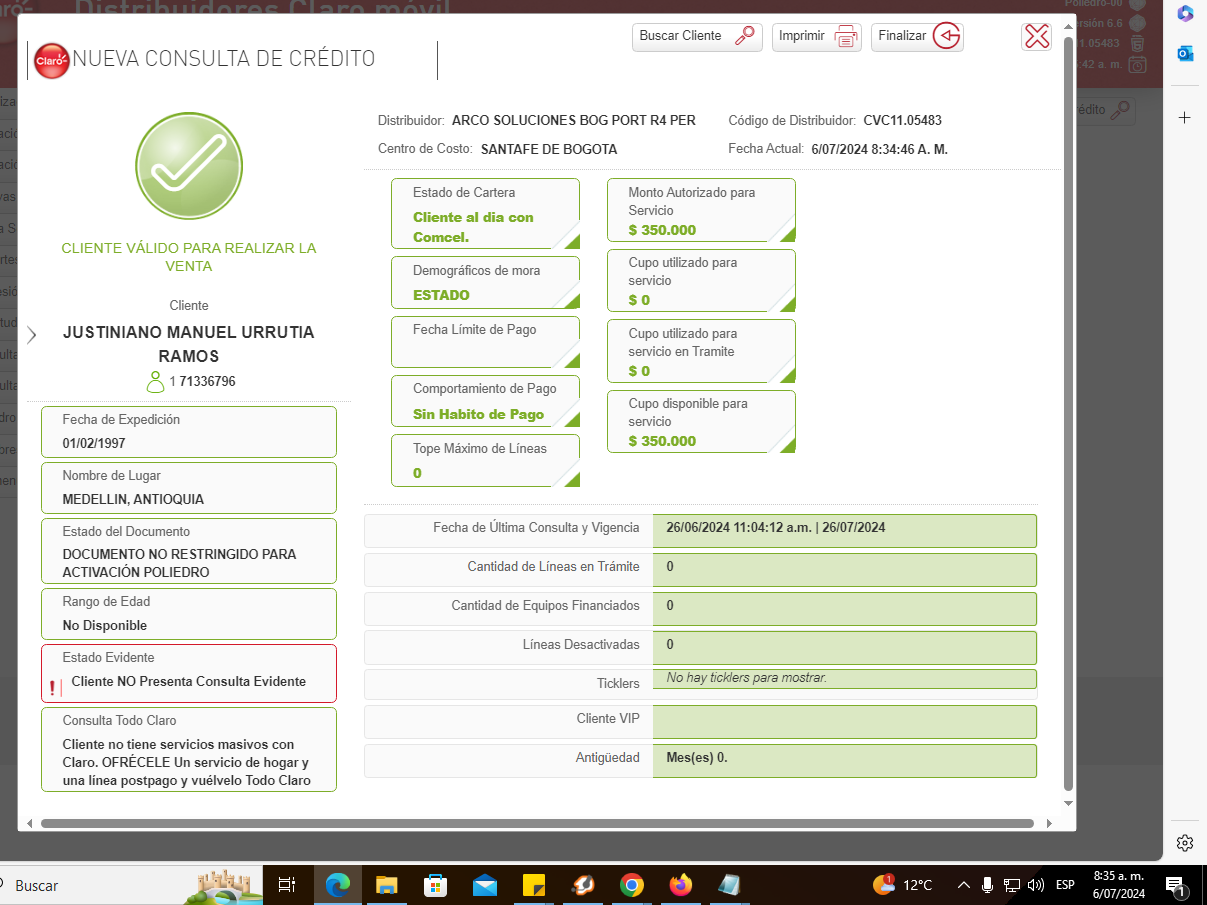 Distribuidores Claro móvil
Poliedro-00
Versión 6.6
11.05483
:42 a. m.
Buscar Cliente
Imprimir
Finalizar
Claro
NUEVA CONSULTA DE CRÉDITO
Distribuidor: ARCO SOLUCIONES BOG PORT R4 PER
Código de Distribuidor: CVC11.05483
Centro de Costo: SANTAFE DE BOGOTA
Fecha Actual: 6/07/2024 8:34:46 A. M.
CLIENTE VÁLIDO PARA REALIZAR LA
VENTA
Cliente
JUSTINIANO MANUEL URRUTIA
RAMOS
1 71336796
Fecha de Expedición
01/02/1997
Nombre de Lugar
MEDELLIN, ANTIOQUIA
Estado del Documento
DOCUMENTO NO RESTRINGIDO PARA
ACTIVACIÓN POLIEDRO
Rango de Edad
No Disponible
Estado Evidente
Cliente NO Presenta Consulta Evidente
Consulta Todo Claro
Cliente no tiene servicios masivos con
Claro. OFRÉCELE Un servicio de hogar y
una línea postpago y vuélvelo Todo Claro
Estado de Cartera
Cliente al dia con
Comcel.
Demográficos de mora
ESTADO
Fecha Límite de Pago
Comportamiento de Pago
Sin Habito de Pago
Tope Máximo de Líneas
0
Monto Autorizado para
Servicio
$ 350.000
Cupo utilizado para
servicio
$ 0
Cupo utilizado para
servicio en Tramite
$ 0
Cupo disponible para
servicio
$ 350.000
Fecha de Última Consulta y Vigencia 26/06/2024 11:04:12 a.m. | 26/07/2024
Cantidad de Líneas en Trámite 0
Cantidad de Equipos Financiados 0
Líneas Desactivadas 0
Ticklers No hay ticklers para mostrar.
Cliente VIP
Antigüedad Mes(es) 0.
Buscar
1
12°C
ESP
8:35 a. m.
6/07/2024
1